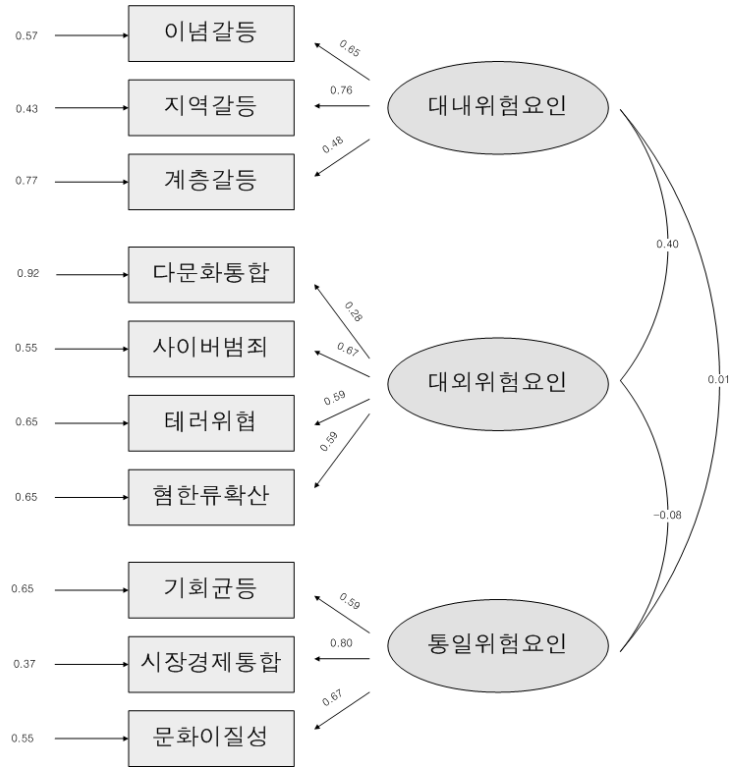 0.57
이념갈등
0.65
0.43
지역갈등
0.76
대내위험요인
0.77
계층갈등
0.48
0.40
0.92
다문화통합
0.28
0.55
사이버범죄
0.67
대외위험요인
0.01
0.65
테러위협
0.59
0.65
혐한류확산
0.59
−0.08
0.65
기회균등
0.59
0.37
시장경제통합
0.80
통일위험요인
0.55
문화이질성
0.67